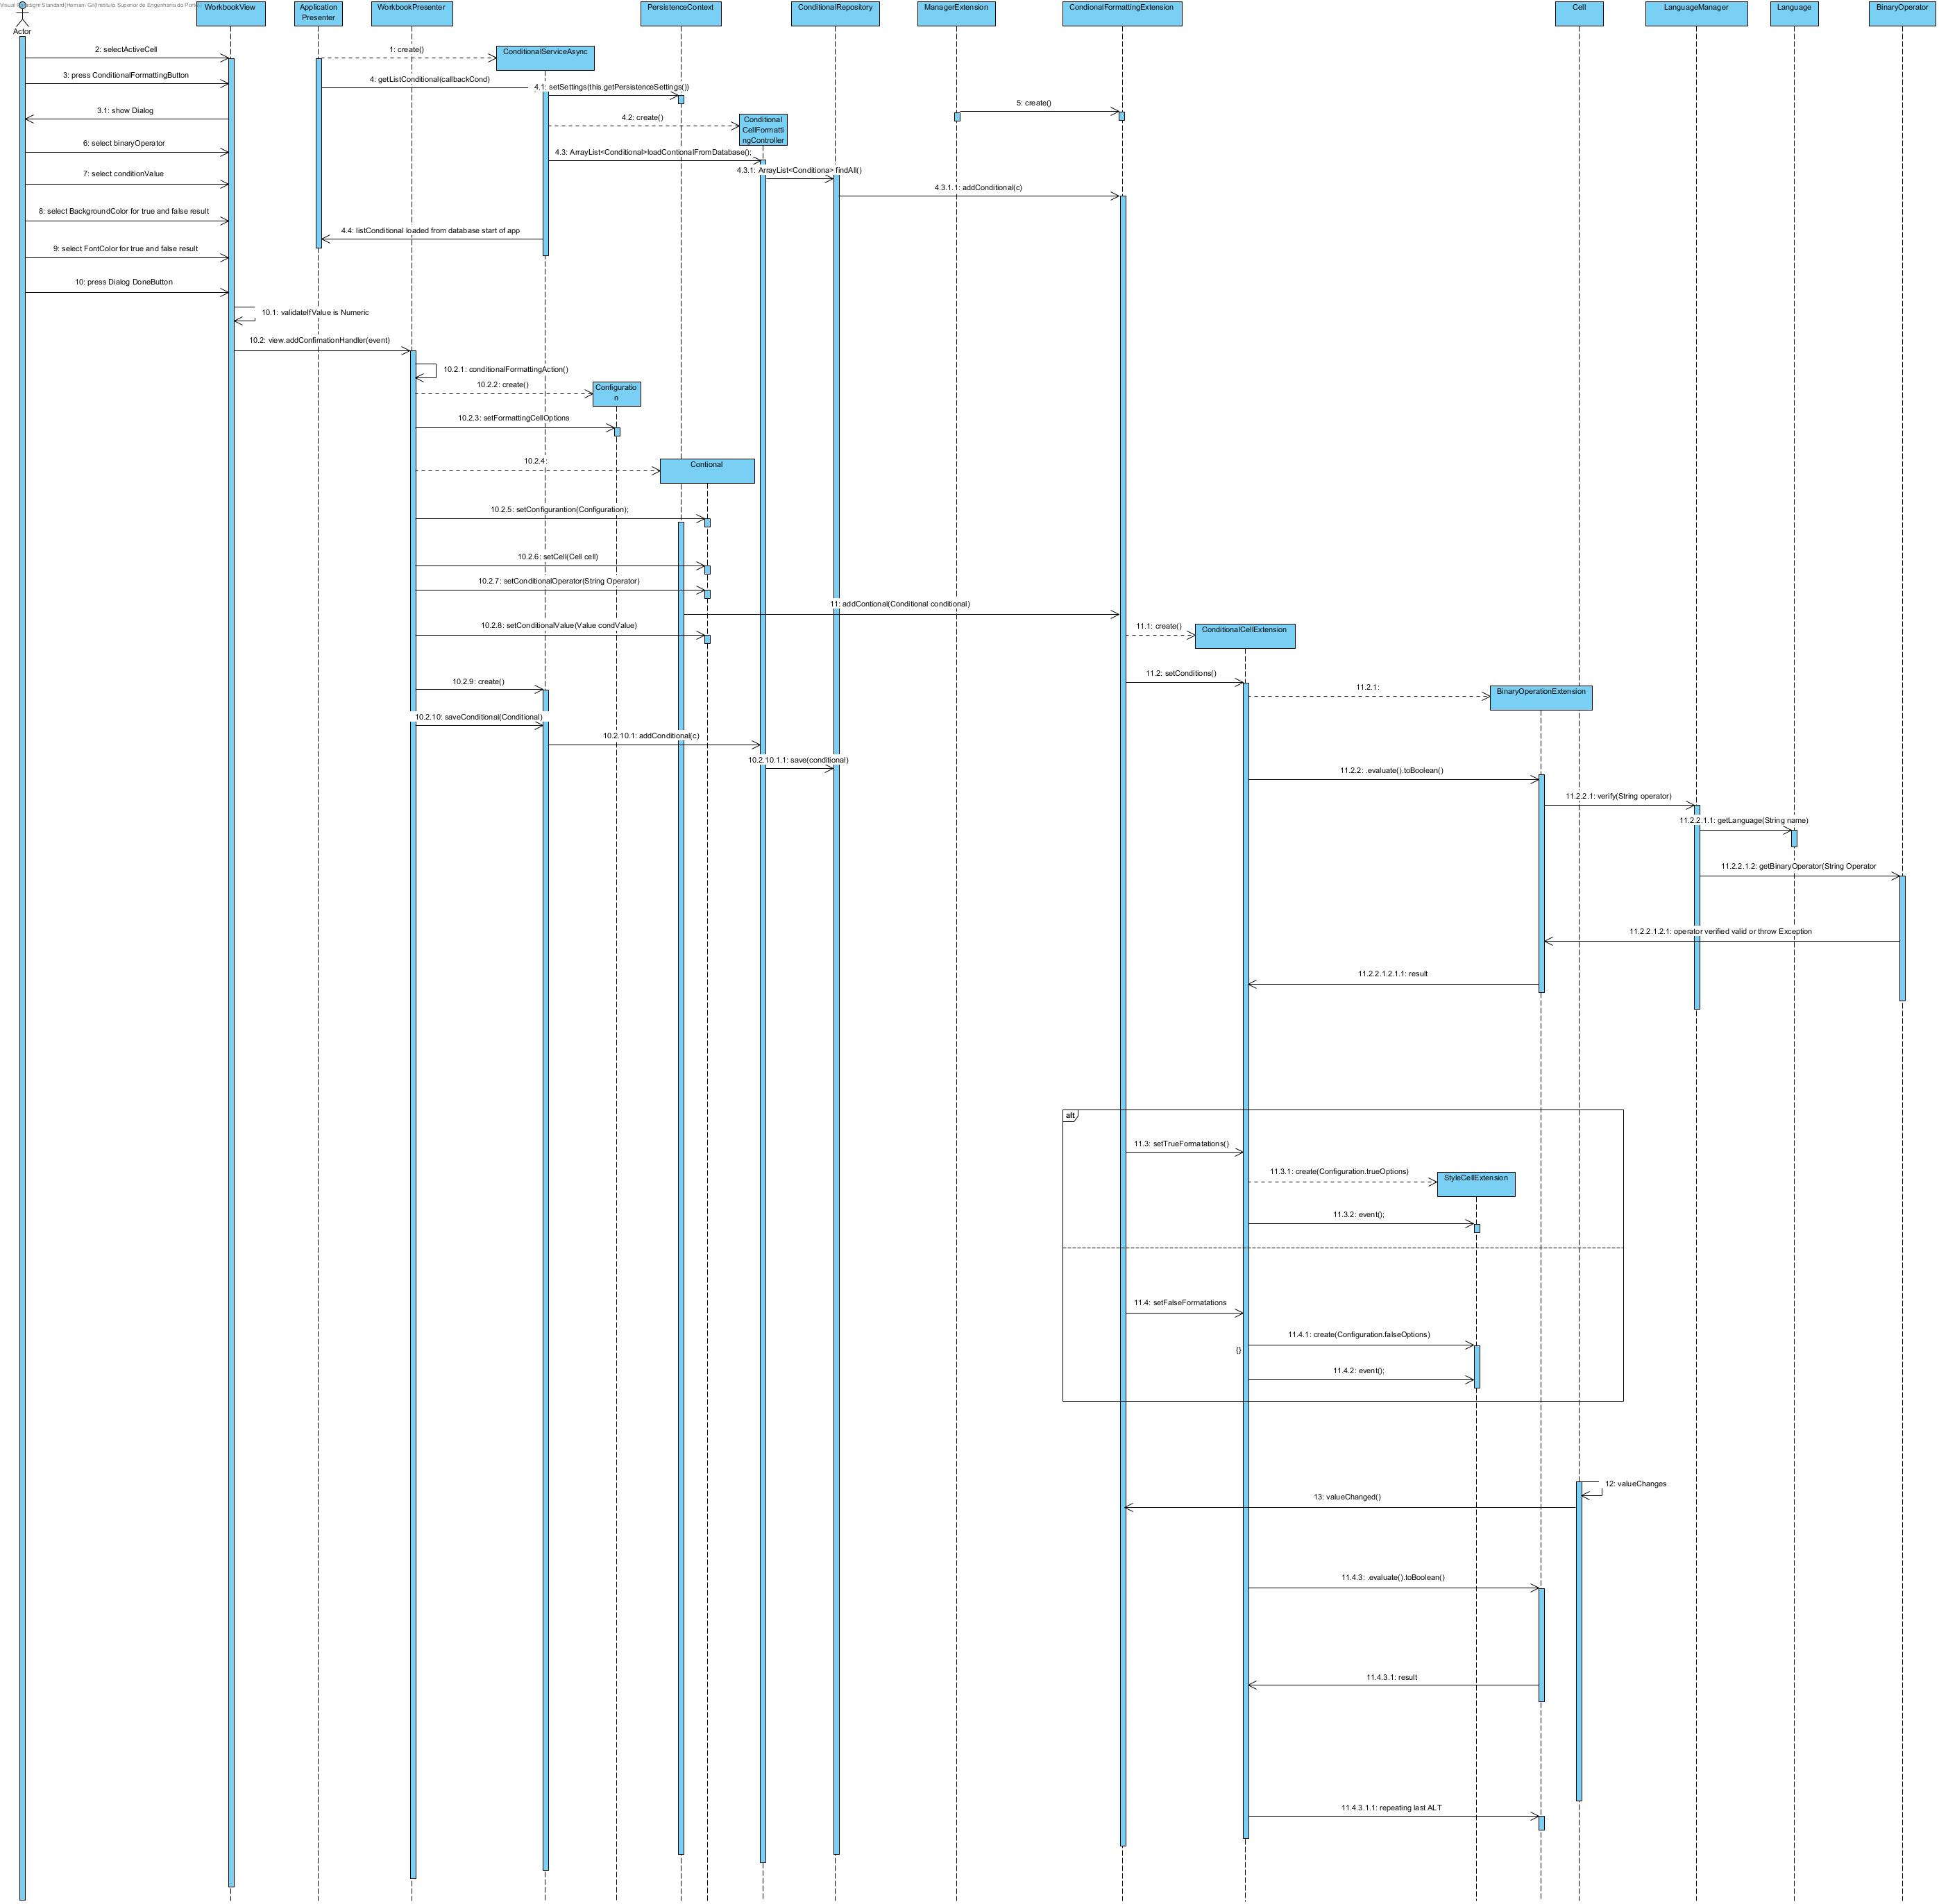 Visual Paradigm Standard(Hernani Gil(Instituto Superior de Engenharia do Porto
Actor
WorkbookView
Application
Presenter
WorkbookPresenter
PersistenceContext
ConditionalRepository
ManagerExtension
CondionalFormattingExtension
Cell
LanguageManager
Language
BinaryOperator
2: selectActiveCell
1: create()
ConditionalServiceAsync
3: press ConditionalFormattingButton
4: getListConditional(callbackCond)
4.1: setSettings(this.getPersistenceSettings())
5: create()
3.1: show Dialog
4.2: create()
Conditional
CellFormatti
ngController
6: select binaryOperator
4.3: ArrayList<Conditional>loadContionalFromDatabase();
7: select conditionValue
4.3.1: ArrayList<Conditiona> findAll()
4.3.1.1: addConditional(c)
8: select BackgroundColor for true and false result
4.4: listConditional loaded from database start of app
9: select FontColor for true and false result
10: press Dialog DoneButton
10.1: validateIfValue is Numeric
10.2: view.addConfimationHandler(event)
10.2.1: conditionalFormattingAction()
10.2.2: create()
Configuratio
n
10.2.3: setFormattingCellOptions
10.2.4:
Contional
10.2.5: setConfigurantion(Configuration);
10.2.6: setCell(Cell cell)
10.2.7: setConditionalOperator(String Operator)
11: addContional(Conditional conditional)
10.2.8: setConditionalValue(Value condValue)
11.1: create()
ConditionalCellExtension
11.2: setConditions()
10.2.9: create()
11.2.1:
BinaryOperationExtension
10.2.10: saveConditional(Conditional)
10.2.10.1: addConditional(c)
10.2.10.1.1: save(conditional)
11.2.2: .evaluate().toBoolean()
11.2.2.1: verify(String operator)
11.2.2.1.1: getLanguage(String name)
11.2.2.1.2: getBinaryOperator(String Operator
11.2.2.1.2.1: operator verified valid or throw Exception
11.2.2.1.2.1.1: result
alt
11.3: setTrueFormatations()
11.3.1: create(Configuration.trueOptions)
StyleCellExtension
11.3.2: event();
11.4: setFalseFormatations
11.4.1: create(Configuration.falseOptions)
{}
11.4.2: event();
12: valueChanges
13: valueChanged()
11.4.3: .evaluate().toBoolean()
11.4.3.1: result
11.4.3.1.1: repeating last ALT